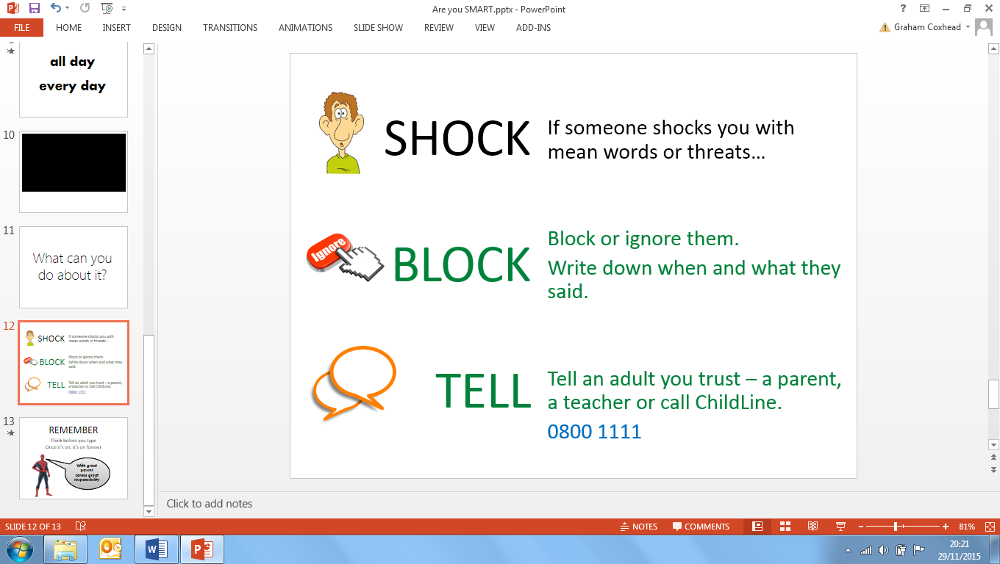 Are you SMART.pptx - PowerPoint
?
FILE
HOME
INSERT
DESIGN
TRANSITIONS
ANIMATIONS
SLIDE SHOW
REVIEW
VIEW
ADD-INS
Graham Coxhead
all day
every day
10
11
What can you
do about it?
12
SHOCK
If someone shocks you with
mean words or threats...
BLOCK
Block or ignore them.
Write down when and what they
said.
TELL
Tell an adult you trust – a parent,
a teacher or call ChildLine.
0800 1111
13
REMEMBER
Think before you type
Once it's on, it's on forever
With great
power
comes great
responsibility
SHOCK
If someone shocks you with
mean words or threats...
Ignore
BLOCK
Block or ignore them.
Write down when and what they
said.
TELL
Tell an adult you trust – a parent,
a teacher or call ChildLine.
0800 1111
Click to add notes
SLIDE 12 OF 13
NOTES
COMMENTS
81%
20:21
29/11/2015